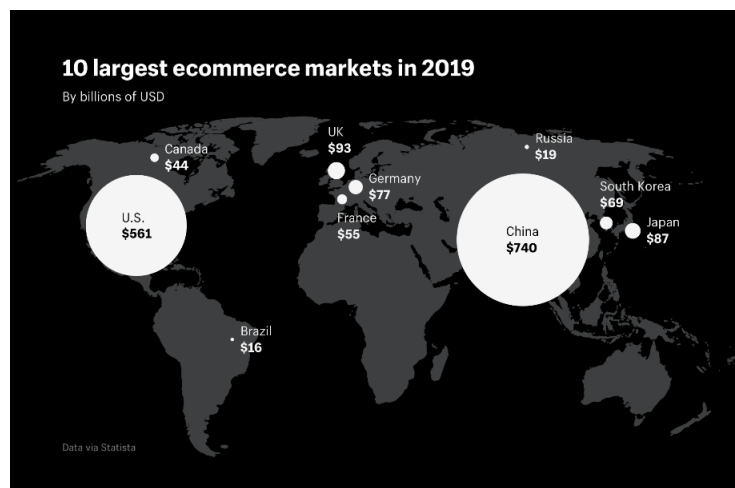 10 largest ecommerce markets in 2019
By billions of USD
UK
$93
Russia
$19
Canada
$44
Germany
$77
South Korea
$69
U.S.
$561
France
$55
China
$740
Japan
$87
Brazil
$16
Data via Statista